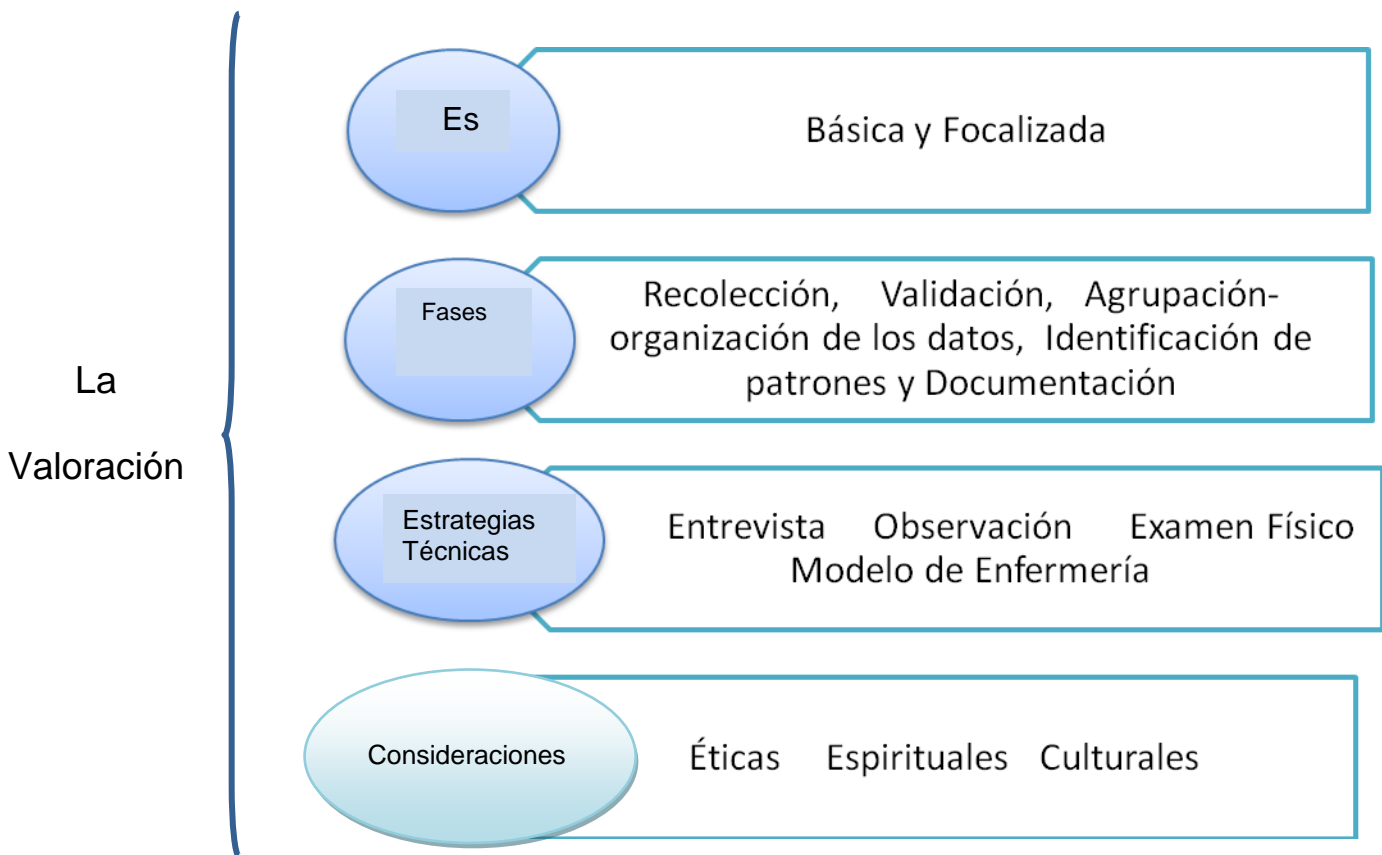 La
Valoración
Es
Básica y Focalizada
Fases
Recolección, Validación, Agrupación-
organización de los datos, Identificación de
patrones y Documentación
Estrategias
Técnicas
Entrevista Observación Examen Físico
Modelo de Enfermería
Consideraciones
Éticas Espirituales Culturales